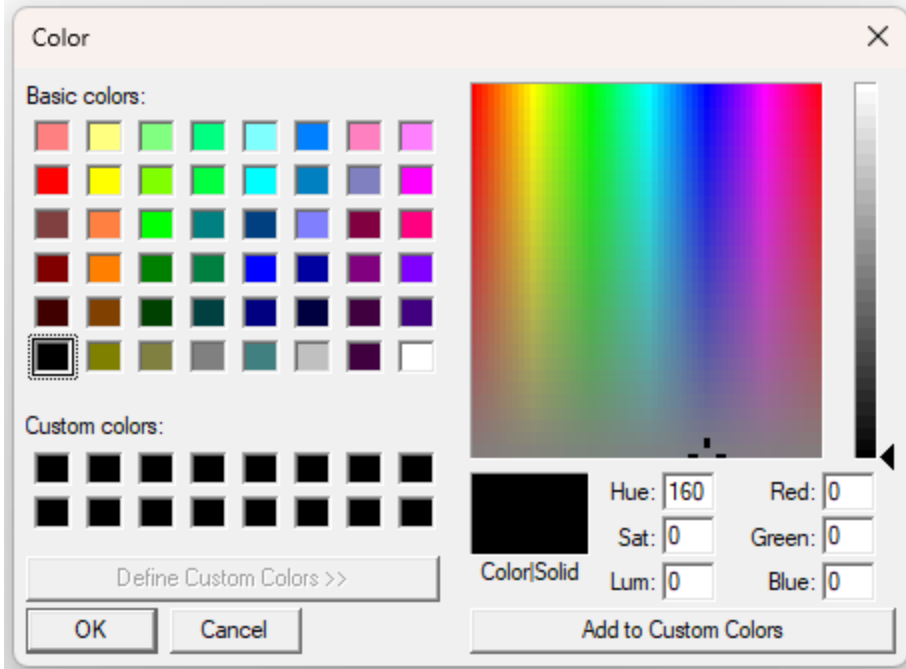 Color
Basic colors:
Custom colors:
Define Custom Colors >>
OK
Cancel
Color|Solid
Hue: 160
Sat: 0
Lum: 0
Red: 0
Green: 0
Blue: 0
Add to Custom Colors